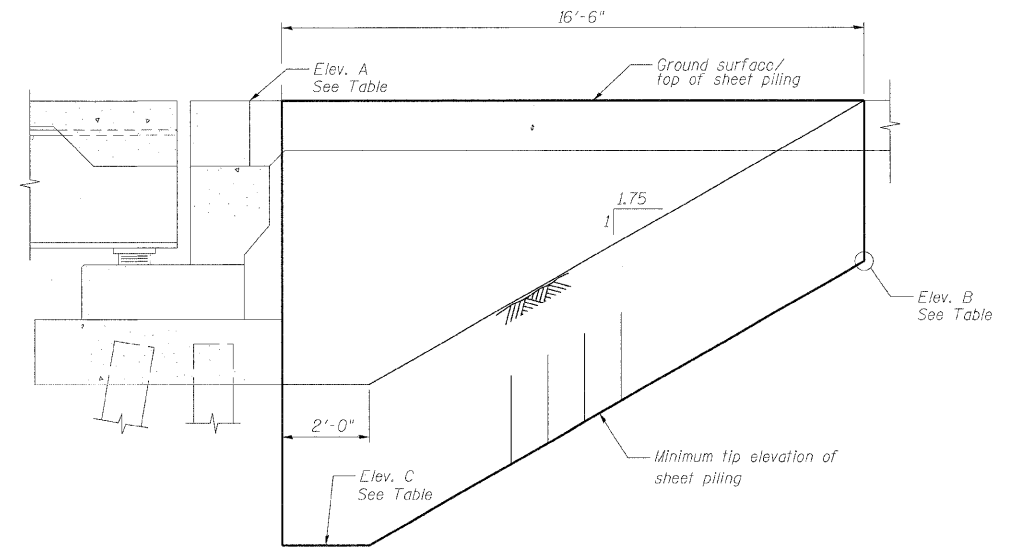 16'-6"
Elev. A
See Table
Ground surface/
top of sheet piling
1.75
1
Elev. B
See Table
2'-0"
Minimum tip elevation of
sheet piling
Elev. C
See Table